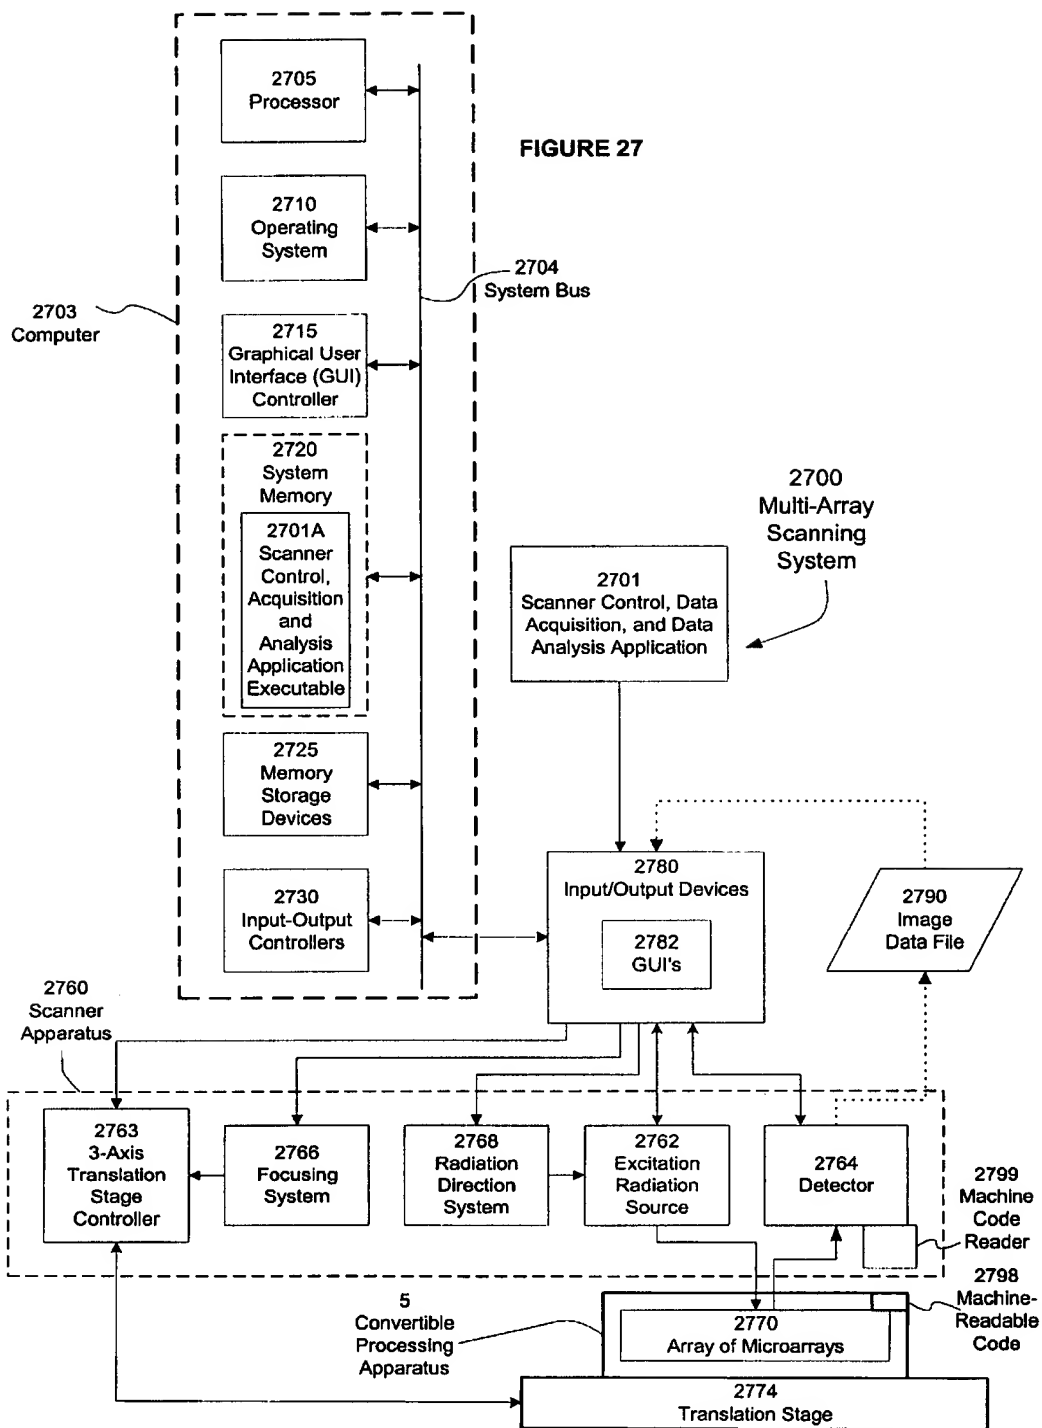 2705
Processor
FIGURE 27
2710
Operating
System
2704
System Bus
2703
Computer
2715
Graphical User
Interface (GUI)
Controller
2720
System
Memory
2701A
Scanner
Control,
Acquisition
and
Analysis
Application
Executable
2700
Multi-Array
Scanning
System
2701
Scanner Control, Data
Acquisition, and Data
Analysis Application
2725
Memory
Storage
Devices
2730
Input-Output
Controllers
2780
Input/Output Devices
2782
GUI's
2790
Image
Data File
2760
Scanner
Apparatus
2763
3-Axis
Translation
Stage
Controller
2766
Focusing
System
2768
Radiation
Direction
System
2762
Excitation
Radiation
Source
2764
Detector
2799
Machine
Code
Reader
2798
Machine-
Readable
Code
5
Convertible
Processing
Apparatus
2770
Array of Microarrays
2774
Translation Stage